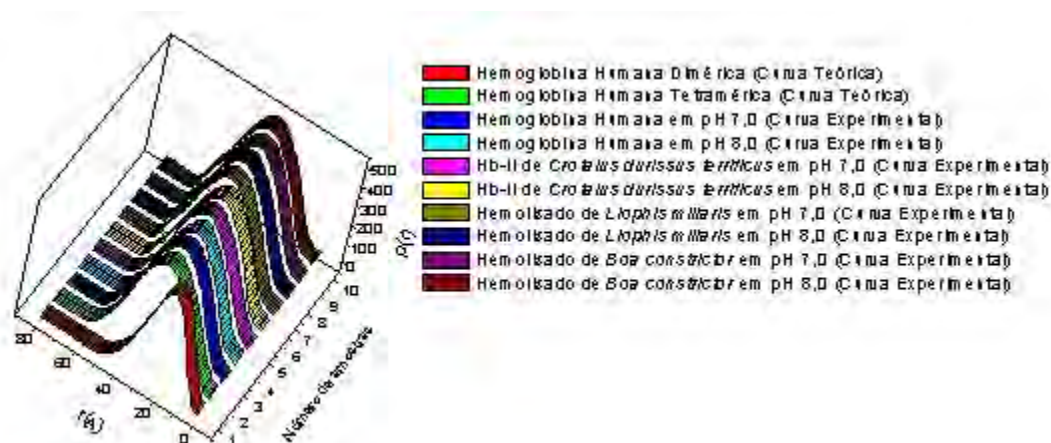 Hemoglobina Humana Dimérica (Curva Teórica)
Hemoglobina Humana Tetramérica (Curva Teórica)
Hemoglobina Humana em pH 7,0 (Curva Experimental)
Hemoglobina Humana em pH 8,0 (Curva Experimental)
Hb-II de Crotalus durissus terrificus em pH 7,0 (Curva Experimental)
Hb-II de Crotalus durissus terrificus em pH 8,0 (Curva Experimental)
Hemolisado de Liophis miliaris em pH 7,0 (Curva Experimental)
Hemolisado de Liophis miliaris em pH 8,0 (Curva Experimental)
Hemolisado de Boa constrictor em pH 7,0 (Curva Experimental)
Hemolisado de Boa constrictor em pH 8,0 (Curva Experimental)
500
400
300
200
100
0
p(r)
10
9
8
7
6
5
4
3
2
1
Número de amostras
80
60
40
20
0
r(Å)